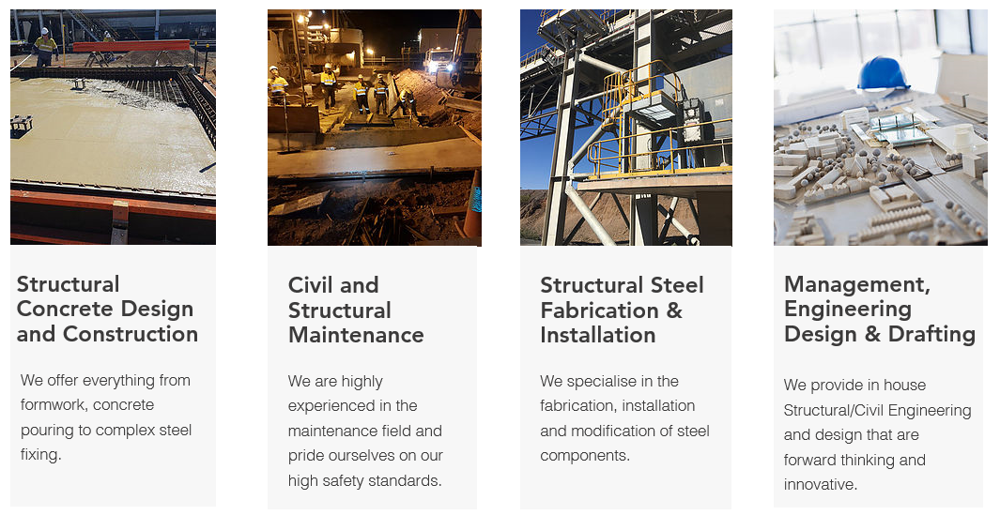 Structural
Concrete Design
and Construction
We offer everything from
formwork, concrete
pouring to complex steel
fixing.
Civil and
Structural
Maintenance
We are highly
experienced in the
maintenance field and
pride ourselves on our
high safety standards.
Structural Steel
Fabrication &
Installation
We specialise in the
fabrication, installation
and modification of steel
components.
Management,
Engineering
Design & Drafting
We provide in house
Structural/Civil Engineering
and design that are
forward thinking and
innovative.